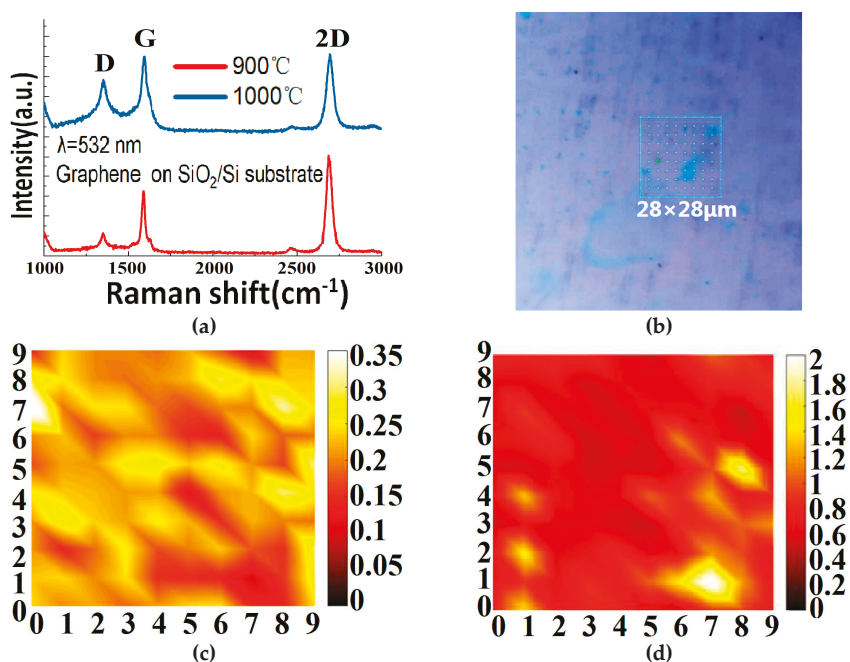 D
G
2D
900℃
1000℃
λ=532 nm
Graphene on SiO₂/Si substrate
Intensity(a.u.)
1000 1500 2000 2500 3000
Raman shift(cm⁻¹)
(a)
28×28μm
(b)
9
8
7
6
5
4
3
2
1
0
0 1 2 3 4 5 6 7 8 9
0.35
0.30
0.25
0.20
0.15
0.10
0.05
0
(c)
9
8
7
6
5
4
3
2
1
0
0 1 2 3 4 5 6 7 8 9
2
1.8
1.6
1.4
1.2
1
0.8
0.6
0.4
0.2
0
(d)